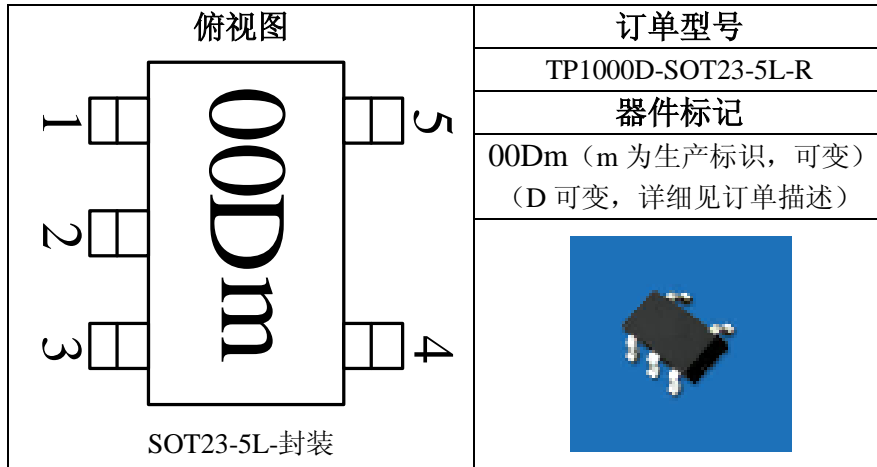 俯视图
1
2
3
5
4
00Dm
SOT23-5L-封装
订单型号
TP1000D-SOT23-5L-R
器件标记
00Dm（m 为生产标识，可变）
（D 可变，详细见订单描述）